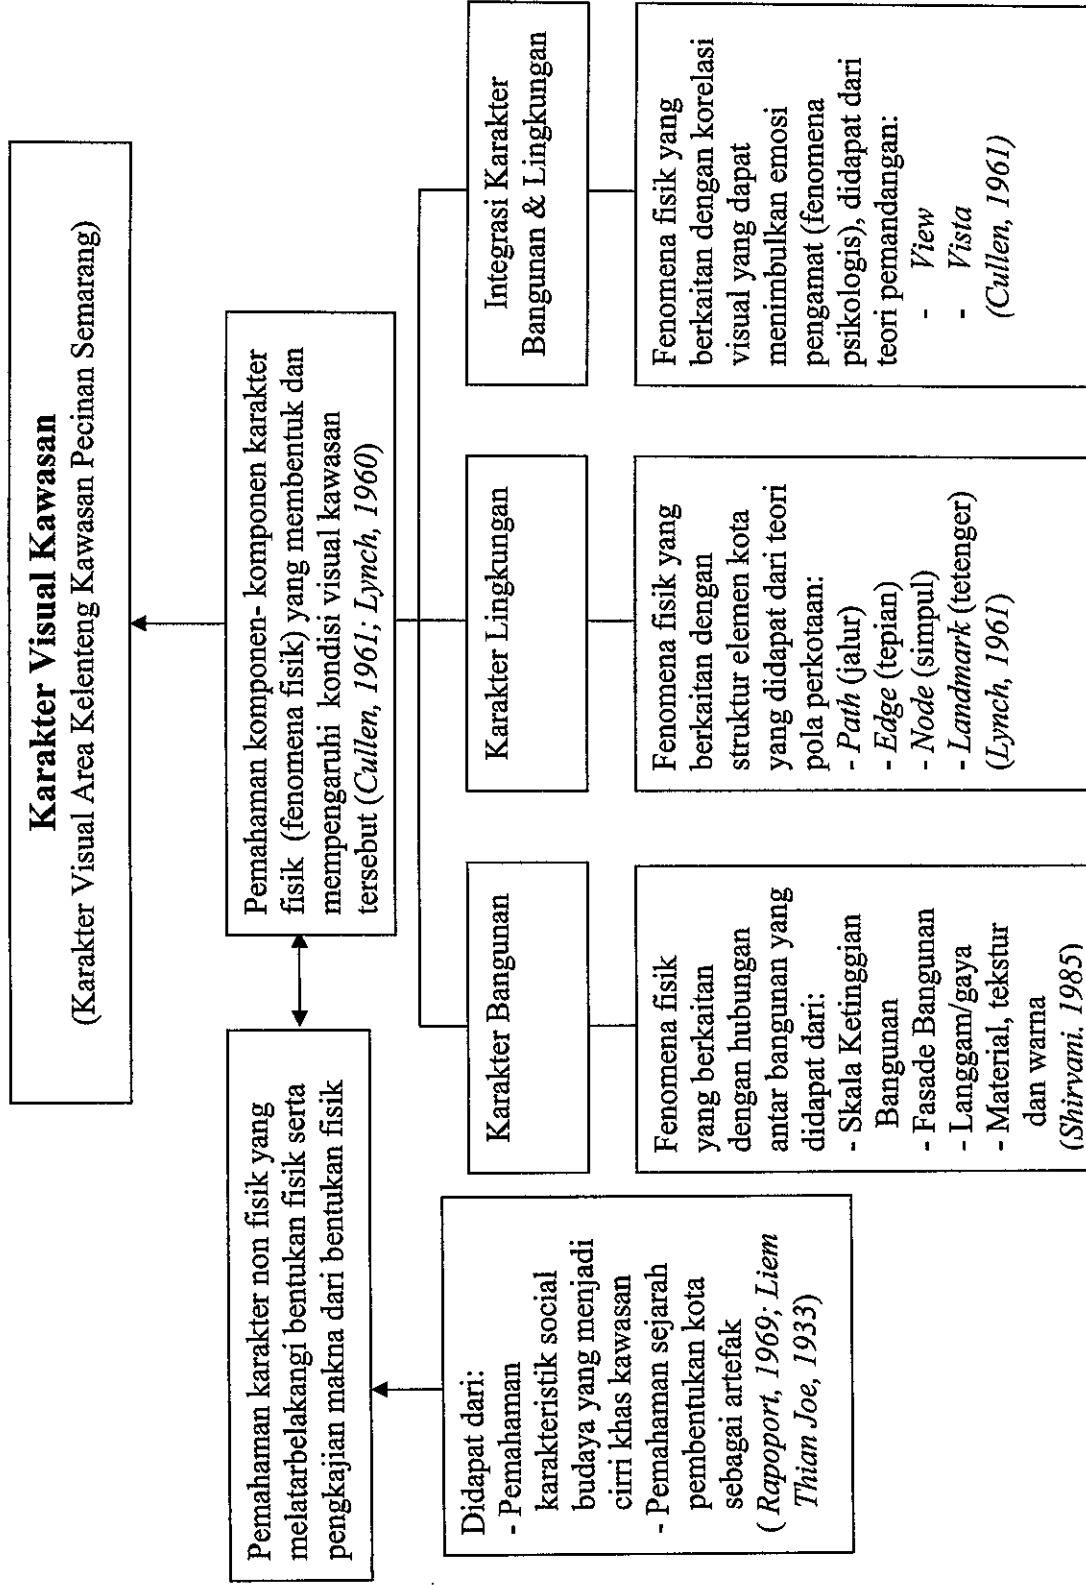 Karakter Visual Kawasan
(Karakter Visual Area Kelenteng Kawasan Pecinan Semarang)
Pemahaman karakter non fisik yang
melatarbelakangi bentukan fisik serta
pengkajian makna dari bentukan fisik
Pemahaman komponen- komponen karakter
fisik (fenomena fisik) yang membentuk dan
mempengaruhi kondisi visual kawasan
tersebut (Cullen, 1961; Lynch, 1960)
Didapat dari:
- Pemahaman
karakteristik social
budaya yang menjadi
cirri khas kawasan
- Pemahaman sejarah
pembentukan kota
sebagai artefak
( Rapoport, 1969; Liem
Thian Joe, 1933)
Karakter Bangunan
Fenomena fisik
yang berkaitan
dengan hubungan
antar bangunan yang
didapat dari:
- Skala Ketinggian
Bangunan
- Fasade Bangunan
- Langgam/gaya
- Material, tekstur
dan warna
(Shirvani. 1985)
Karakter Lingkungan
Fenomena fisik yang
berkaitan dengan
struktur elemen kota
yang didapat dari teori
pola perkotaan:
- Path (jalur)
- Edge (tepian)
- Node (simpul)
- Landmark (tetenger)
(Lynch, 1961)
Integrasi Karakter
Bangunan & Lingkungan
Fenomena fisik yang
berkaitan dengan korelasi
visual yang dapat
menimbulkan emosi
pengamat (fenomena
psikologis), didapat dari
teori pemandangan:
- View
- Vista
(Cullen, 1961)